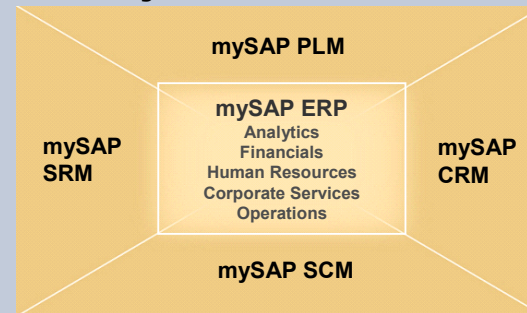 mySAP PLM
mySAP ERP
Analytics
Financials
Human Resources
Corporate Services
Operations
mySAP
SRM
mySAP
CRM
mySAP SCM